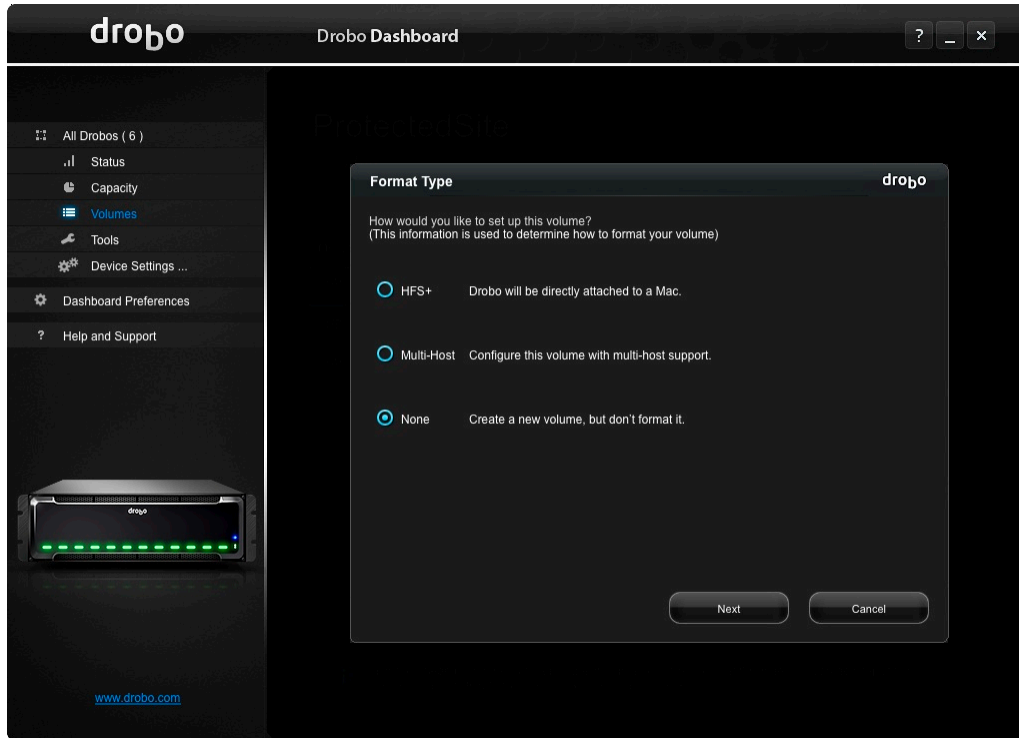 drobo
Drobo Dashboard
? _ ×
ProtectedSite
All Drobos ( 6 )
Status
Capacity
Volumes
Tools
Device Settings ...
Dashboard Preferences
? Help and Support
drobo
www.drobo.com
Format Type
drobo
How would you like to set up this volume?
(This information is used to determine how to format your volume)
HFS+ Drobo will be directly attached to a Mac.
Multi-Host Configure this volume with multi-host support.
None Create a new volume, but don't format it.
Next Cancel